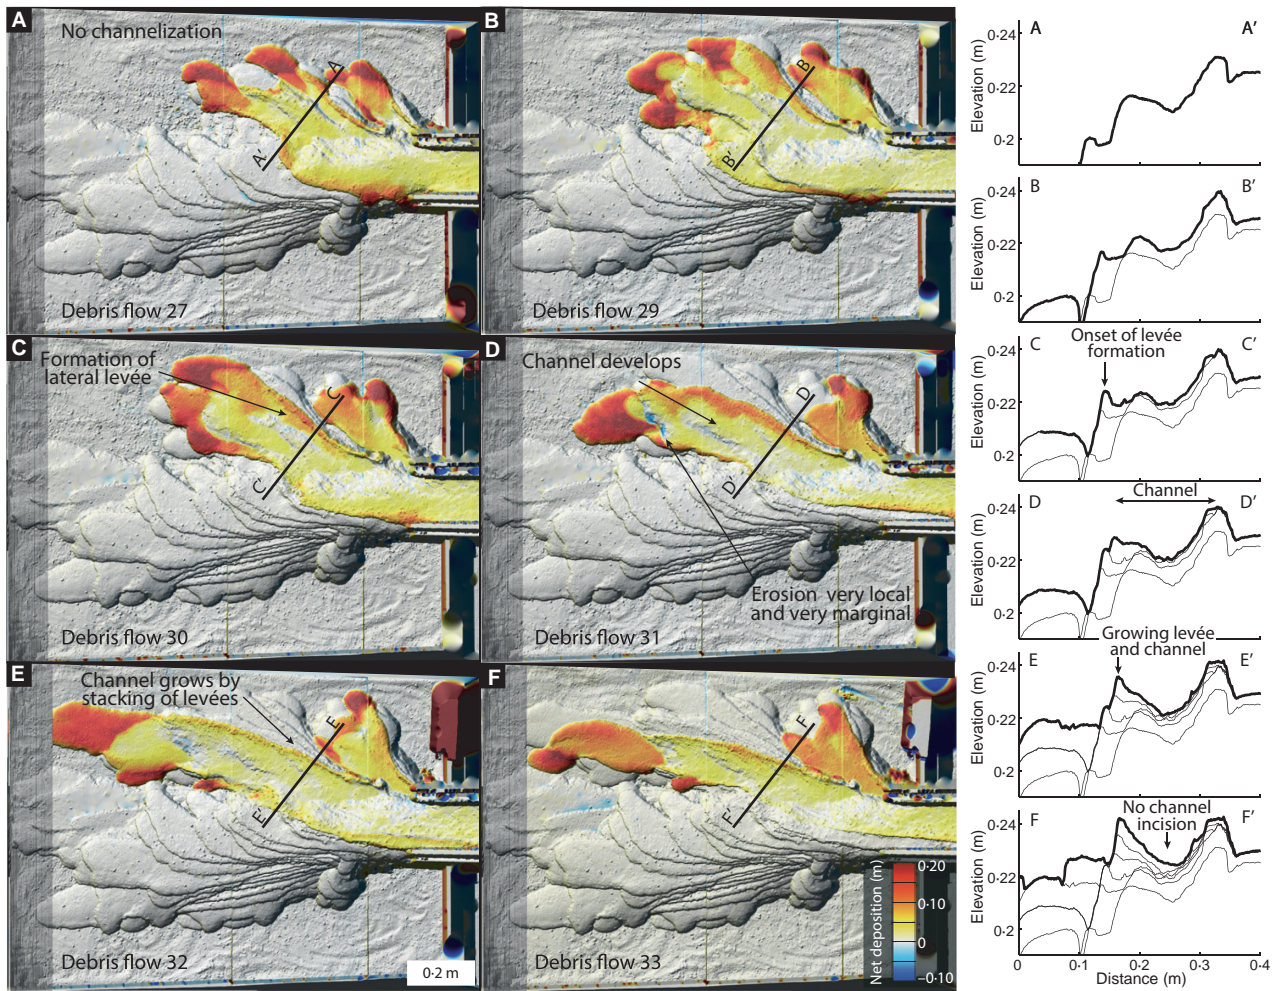 A
No channelization
A
A'
Debris flow 27
B
B
B'
Debris flow 29
C
Formation of
lateral levée
C
C'
Debris flow 30
D
Channel develops
D
D'
Erosion very local
and very marginal
Debris flow 31
E
Channel grows by
stacking of levées
E
E'
Debris flow 32
0·2 m
F
F
F'
Debris flow 33
Net deposition (m)
0·20
0·10
0
−0·10
A
A'
Elevation (m)
0·24
0·22
0·2
B
B'
Elevation (m)
0·24
0·22
0·2
Onset of levée
formation
C
C'
Elevation (m)
0·24
0·22
0·2
Channel
D
D'
Elevation (m)
0·24
0·22
0·2
Growing levée
and channel
E
E'
Elevation (m)
0·24
0·22
0·2
No channel
incision
F
F'
Elevation (m)
0·24
0·22
0·2
0
0·1
0·2
0·3
0·4
Distance (m)